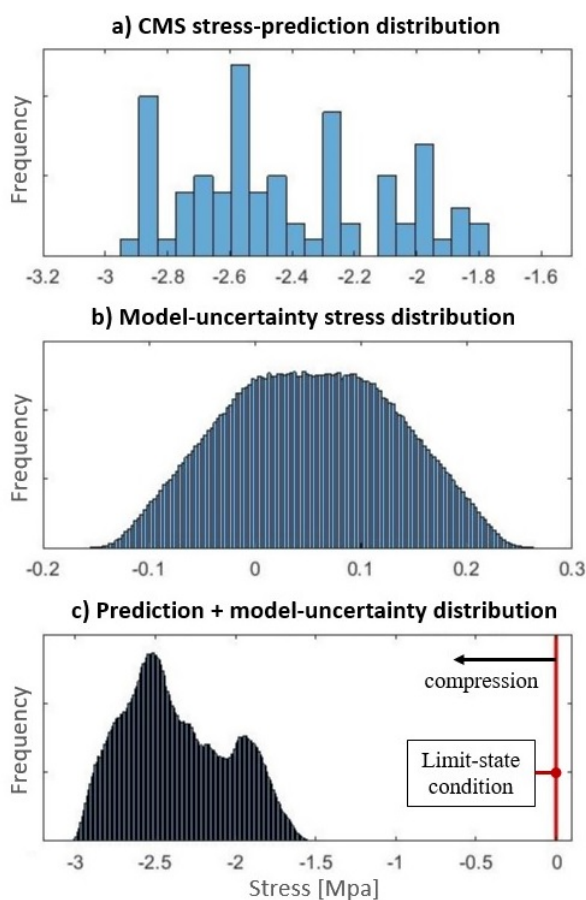 a) CMS stress-prediction distribution
Frequency
-3.2 -3 -2.8 -2.6 -2.4 -2.2 -2 -1.8 -1.6
b) Model-uncertainty stress distribution
Frequency
-0.2 -0.1 0 0.1 0.2 0.3
c) Prediction + model-uncertainty distribution
Frequency
compression
Limit-state
condition
-3 -2.5 -2 -1.5 -1 -0.5 0
Stress [Mpa]